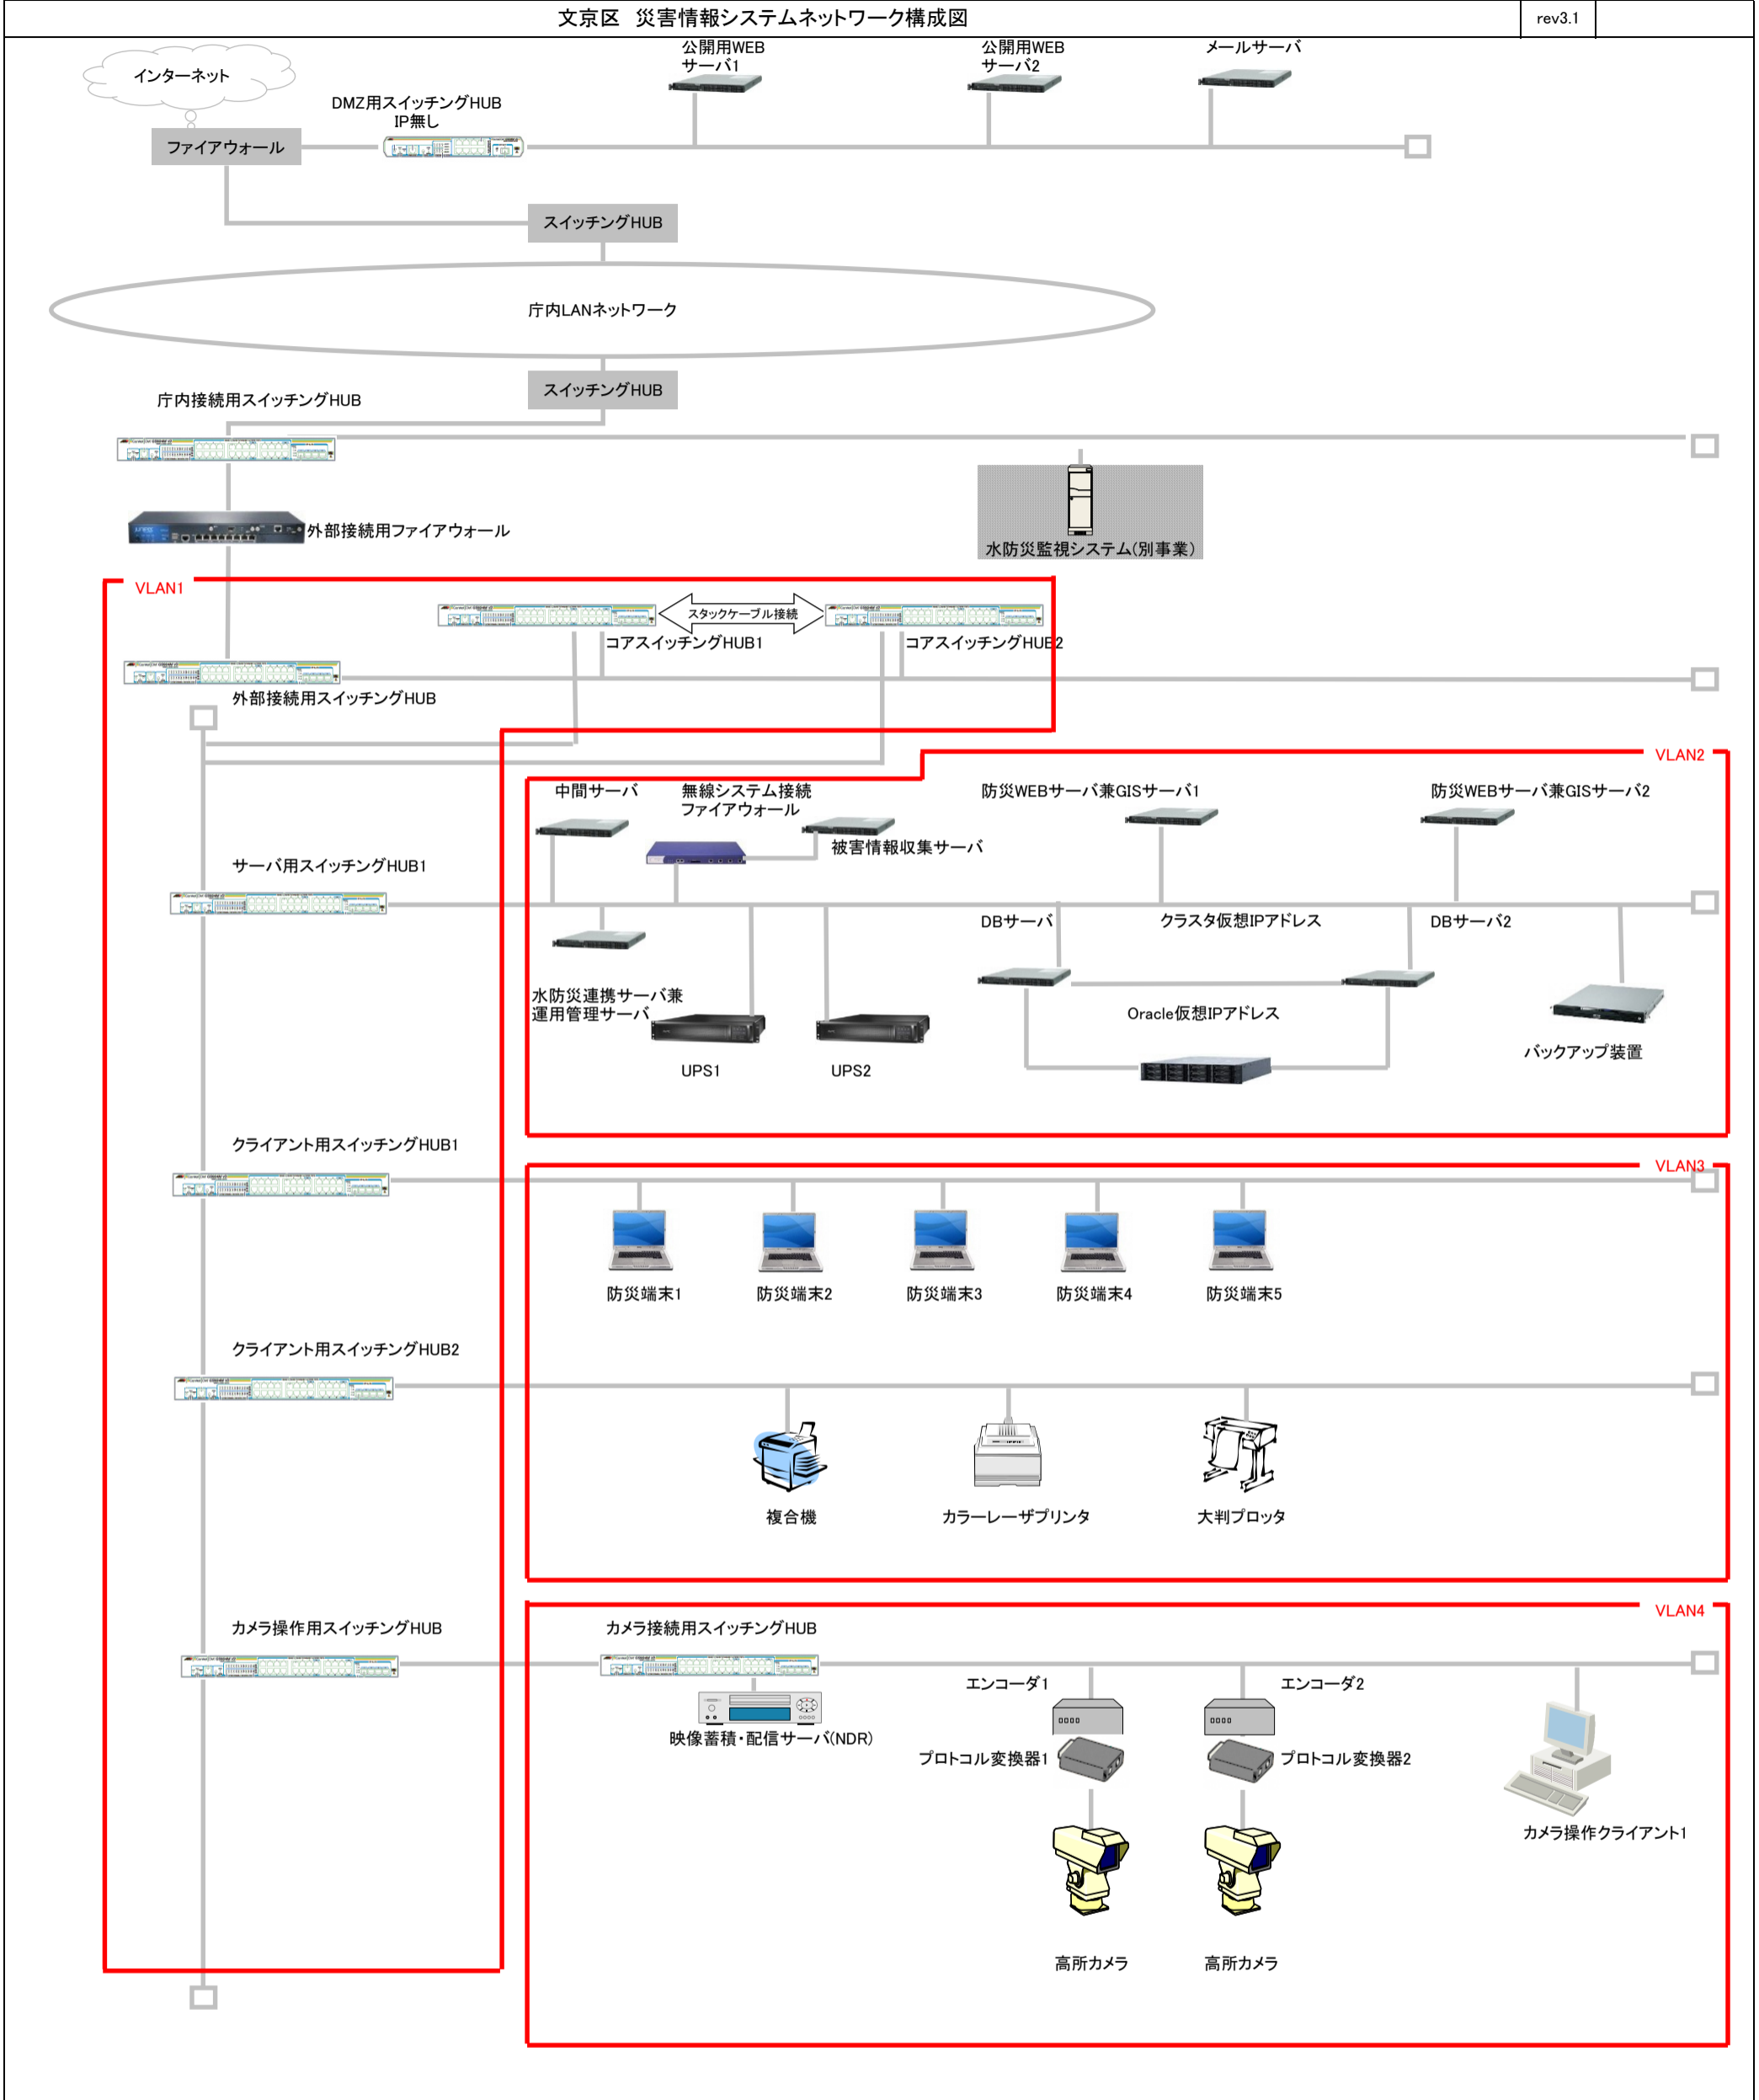 文京区 災害情報システムネットワーク構成図
rev3.1
インターネット
公開用WEB
サーバ1
公開用WEB
サーバ2
メールサーバ
DMZ用スイッチングHUB
IP無し
ファイアウォール
スイッチングHUB
庁内LANネットワーク
スイッチングHUB
庁内接続用スイッチングHUB
外部接続用ファイアウォール
水防災監視システム(別事業)
VLAN1
スタックケーブル接続
コアスイッチングHUB1
コアスイッチングHUB2
外部接続用スイッチングHUB
VLAN2
中間サーバ
無線システム接続
ファイアウォール
被害情報収集サーバ
防災WEBサーバ兼GISサーバ1
防災WEBサーバ兼GISサーバ2
サーバ用スイッチングHUB1
DBサーバ
クラスタ仮想IPアドレス
DBサーバ2
水防災連携サーバ兼
運用管理サーバ
Oracle仮想IPアドレス
UPS1
UPS2
バックアップ装置
クライアント用スイッチングHUB1
VLAN3
防災端末1
防災端末2
防災端末3
防災端末4
防災端末5
クライアント用スイッチングHUB2
複合機
カラーレーザプリンタ
大判プロッタ
VLAN4
カメラ操作用スイッチングHUB
カメラ接続用スイッチングHUB
エンコーダ1
エンコーダ2
映像蓄積・配信サーバ(NDR)
プロトコル変換器1
プロトコル変換器2
カメラ操作クライアント1
高所カメラ
高所カメラ